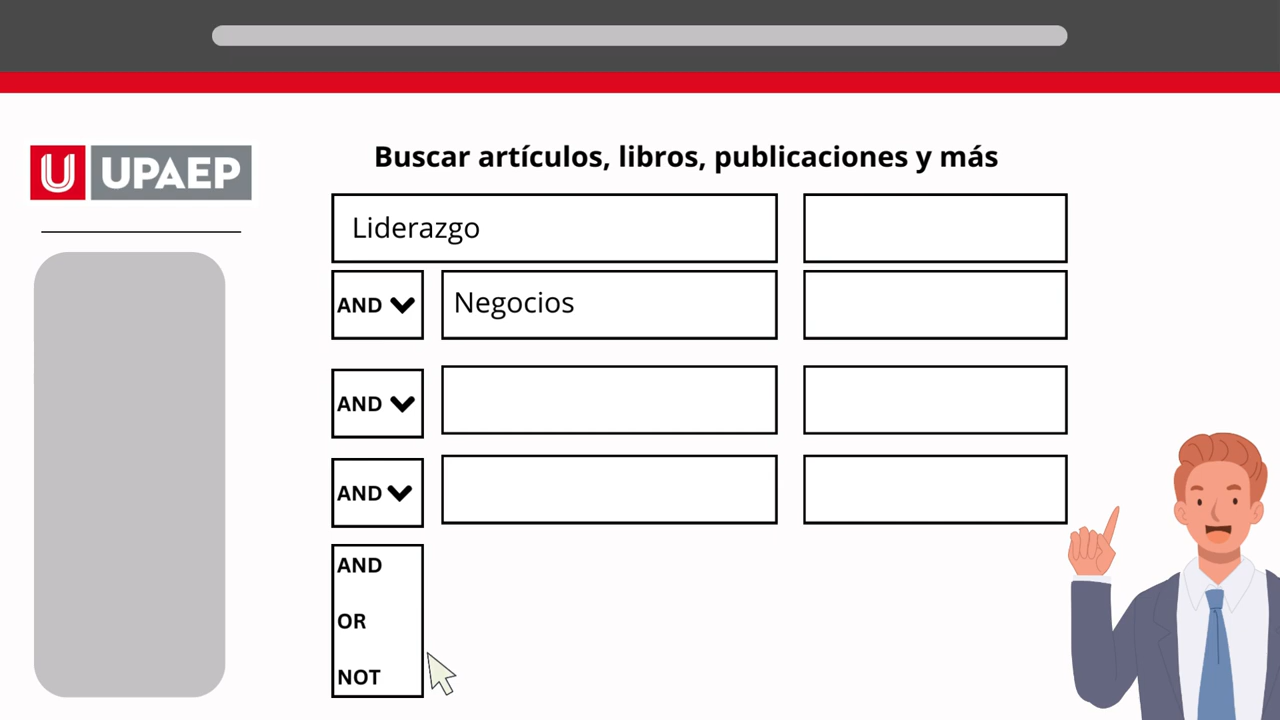 U UPAEP
Buscar artículos, libros, publicaciones y más
Liderazgo
AND
Negocios
AND
AND
AND
OR
NOT